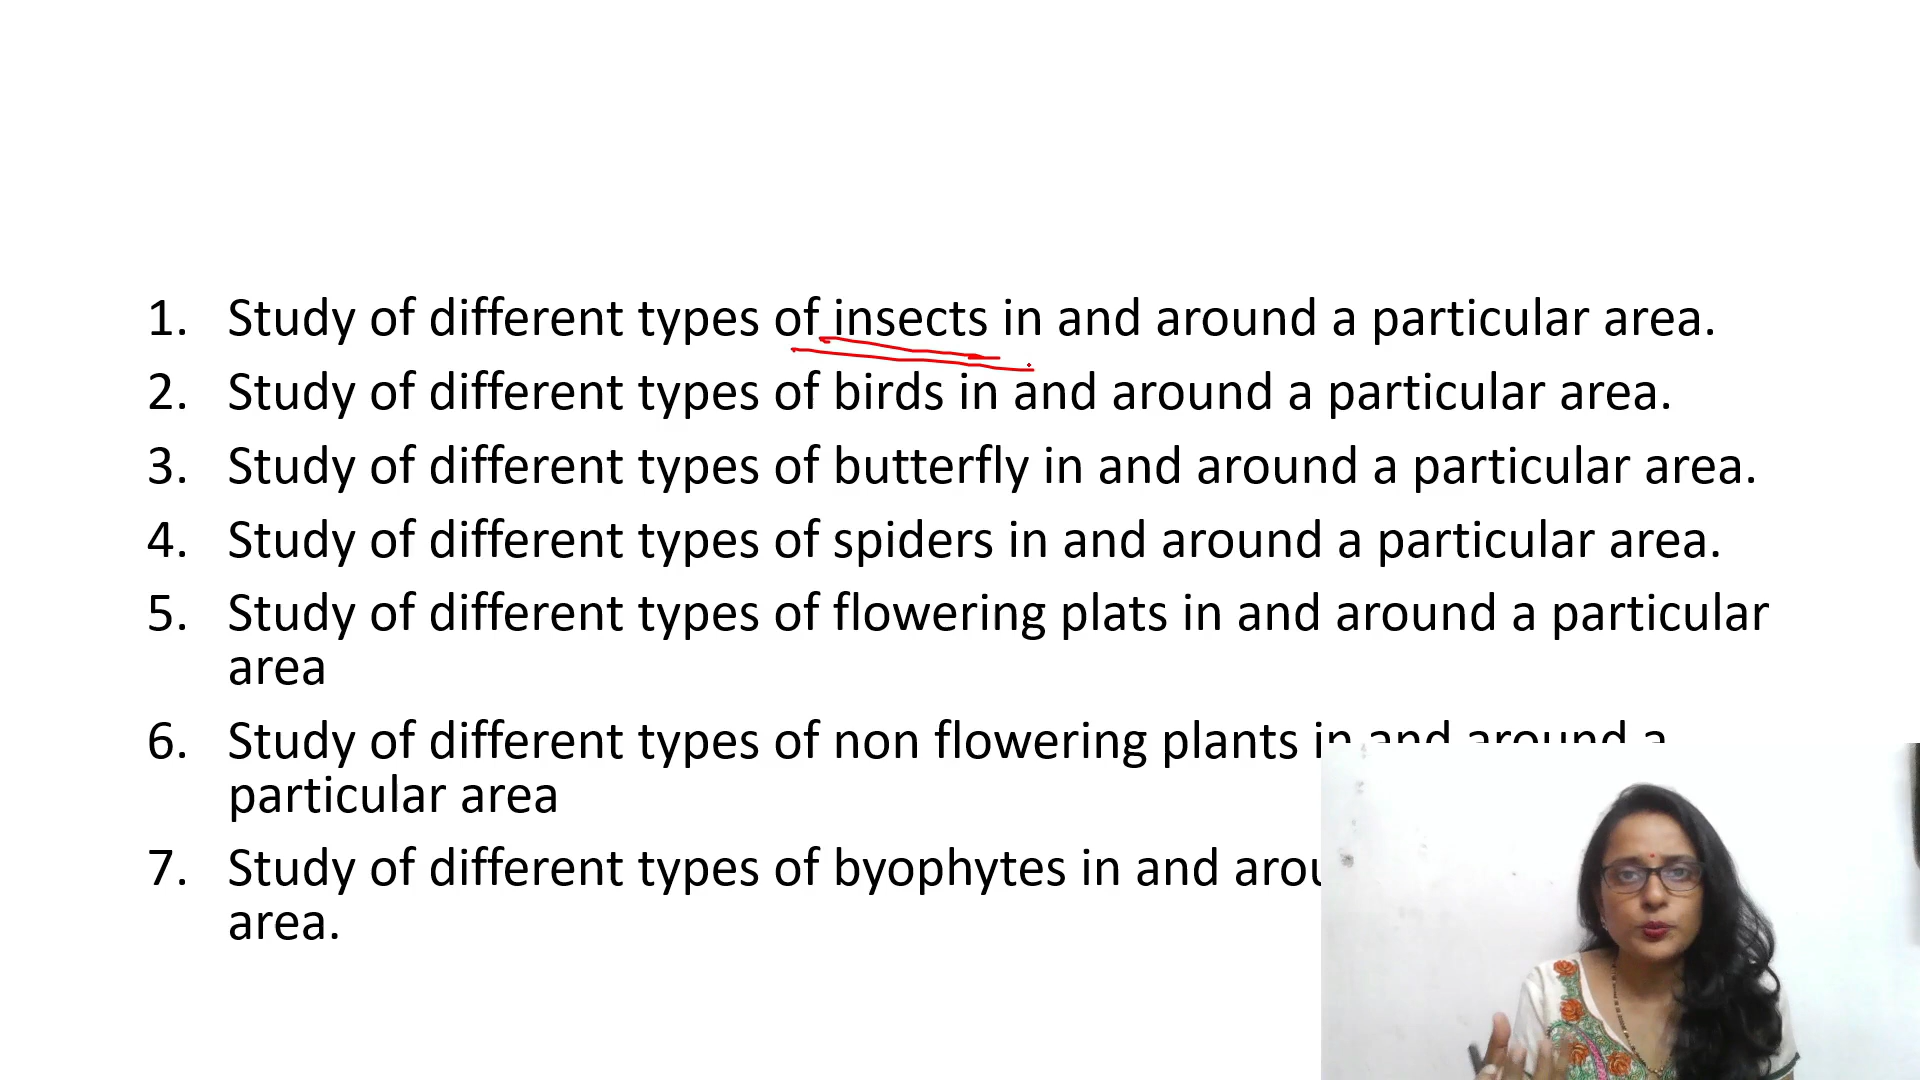 1. Study of different types of insects in and around a particular area.
2. Study of different types of birds in and around a particular area.
3. Study of different types of butterfly in and around a particular area.
4. Study of different types of spiders in and around a particular area.
5. Study of different types of flowering plats in and around a particular
area
6. Study of different types of non flowering plants in and around a
particular area
7. Study of different types of byophytes in and
area.